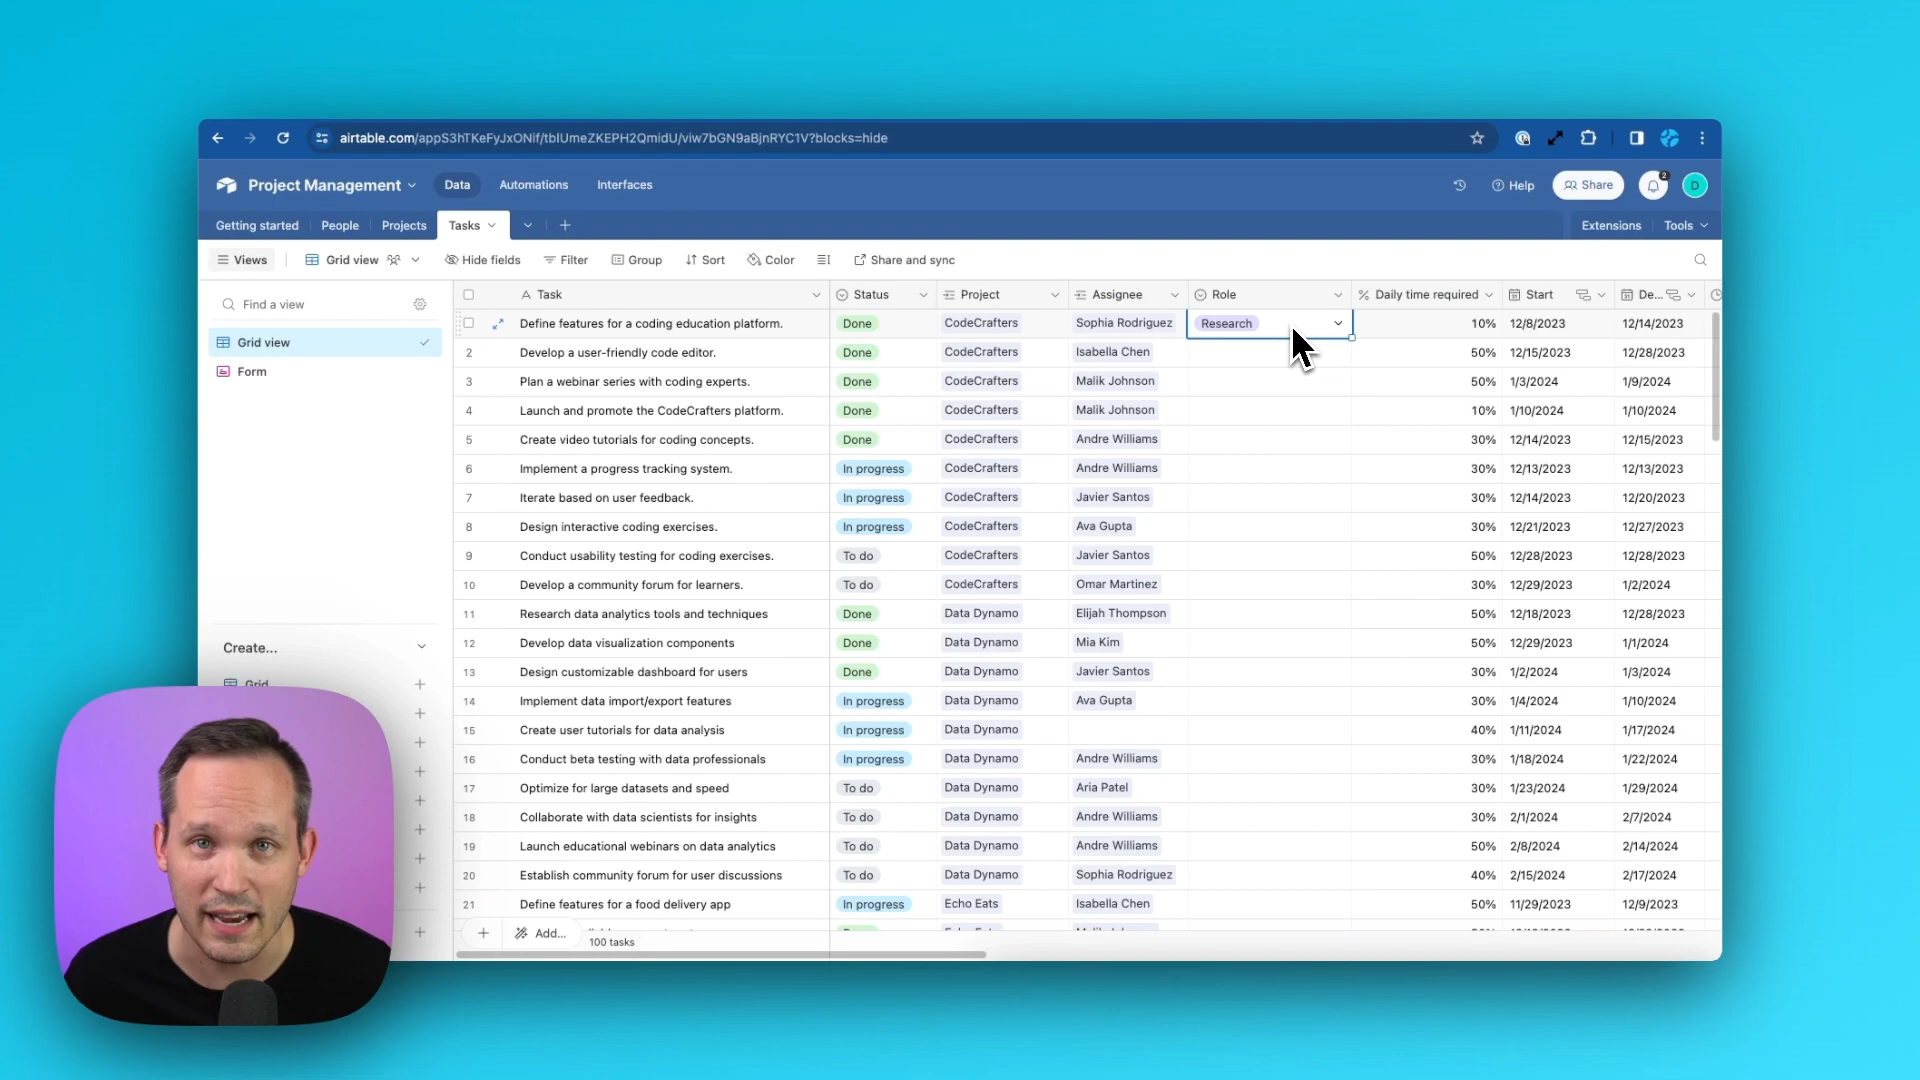 airtable.com/appS3hTKeFyJxONif/tblUmeZKEPH2QmidU/viw7bGN9aBjnRYC1V?blocks=hide
Project Management Data Automations Interfaces Help Share 2 D
Getting started People Projects Tasks Extensions Tools
Views Grid view Hide fields Filter Group Sort Color Share and sync
Find a view
Grid view
Form
Create...
Grid
Task Status Project Assignee Role Daily time required Start De...
Define features for a coding education platform. Done CodeCrafters Sophia Rodriguez Research 10% 12/8/2023 12/14/2023
2 Develop a user-friendly code editor. Done CodeCrafters Isabella Chen 50% 12/15/2023 12/28/2023
3 Plan a webinar series with coding experts. Done CodeCrafters Malik Johnson 50% 1/3/2024 1/9/2024
4 Launch and promote the CodeCrafters platform. Done CodeCrafters Malik Johnson 10% 1/10/2024 1/10/2024
5 Create video tutorials for coding concepts. Done CodeCrafters Andre Williams 30% 12/14/2023 12/15/2023
6 Implement a progress tracking system. In progress CodeCrafters Andre Williams 30% 12/13/2023 12/13/2023
7 Iterate based on user feedback. In progress CodeCrafters Javier Santos 30% 12/14/2023 12/20/2023
8 Design interactive coding exercises. In progress CodeCrafters Ava Gupta 30% 12/21/2023 12/27/2023
9 Conduct usability testing for coding exercises. To do CodeCrafters Javier Santos 50% 12/28/2023 12/28/2023
10 Develop a community forum for learners. To do CodeCrafters Omar Martinez 30% 12/29/2023 1/2/2024
11 Research data analytics tools and techniques Done Data Dynamo Elijah Thompson 50% 12/18/2023 12/28/2023
12 Develop data visualization components Done Data Dynamo Mia Kim 50% 12/29/2023 1/1/2024
13 Design customizable dashboard for users Done Data Dynamo Javier Santos 30% 1/2/2024 1/3/2024
14 Implement data import/export features In progress Data Dynamo Ava Gupta 30% 1/4/2024 1/10/2024
15 Create user tutorials for data analysis In progress Data Dynamo 40% 1/11/2024 1/17/2024
16 Conduct beta testing with data professionals In progress Data Dynamo Andre Williams 30% 1/18/2024 1/22/2024
17 Optimize for large datasets and speed To do Data Dynamo Aria Patel 30% 1/23/2024 1/29/2024
18 Collaborate with data scientists for insights To do Data Dynamo Andre Williams 30% 2/1/2024 2/7/2024
19 Launch educational webinars on data analytics To do Data Dynamo Andre Williams 50% 2/8/2024 2/14/2024
20 Establish community forum for user discussions To do Data Dynamo Sophia Rodriguez 40% 2/15/2024 2/17/2024
21 Define features for a food delivery app In progress Echo Eats Isabella Chen 50% 11/29/2023 12/9/2023
Add... 100 tasks